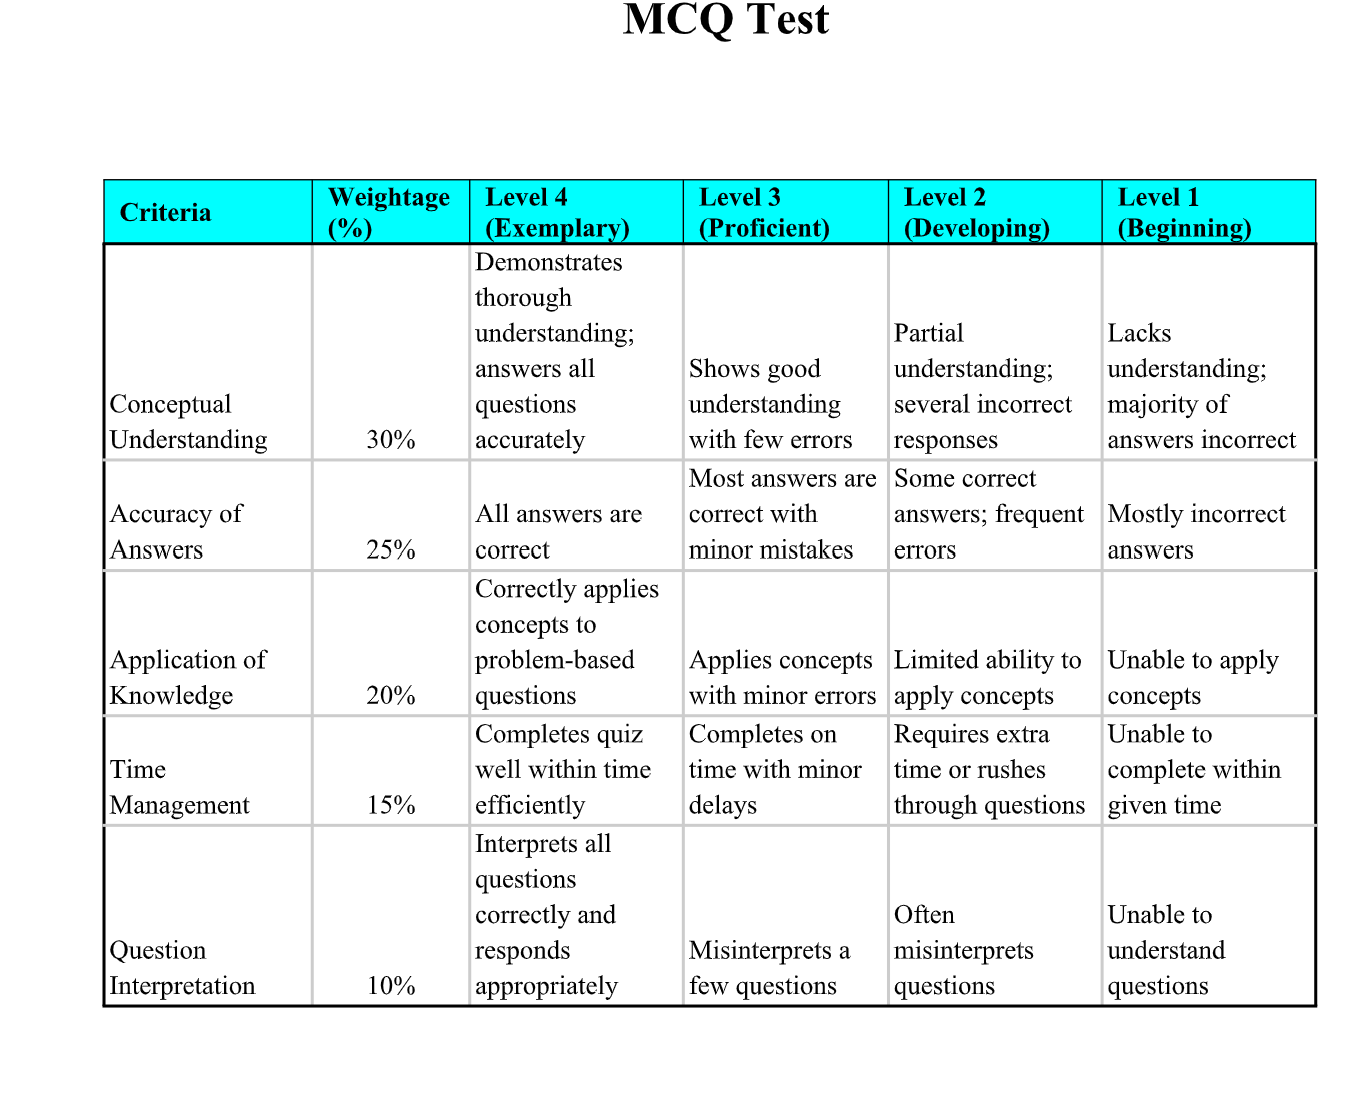 MCQ Test
Criteria
Weightage
(%)
Level 4
(Exemplary)
Level 3
(Proficient)
Level 2
(Developing)
Level 1
(Beginning)
Conceptual
Understanding
30%
Demonstrates
thorough
understanding;
answers all
questions
accurately
Shows good
understanding
with few errors
Partial
understanding;
several incorrect
responses
Lacks
understanding;
majority of
answers incorrect
Accuracy of
Answers
25%
All answers are
correct
Most answers are
correct with
minor mistakes
Some correct
answers; frequent
errors
Mostly incorrect
answers
Application of
Knowledge
20%
Correctly applies
concepts to
problem-based
questions
Applies concepts
with minor errors
Limited ability to
apply concepts
Unable to apply
concepts
Time
Management
15%
Completes quiz
well within time
efficiently
Completes on
time with minor
delays
Requires extra
time or rushes
through questions
Unable to
complete within
given time
Question
Interpretation
10%
Interprets all
questions
correctly and
responds
appropriately
Misinterprets a
few questions
Often
misinterprets
questions
Unable to
understand
questions